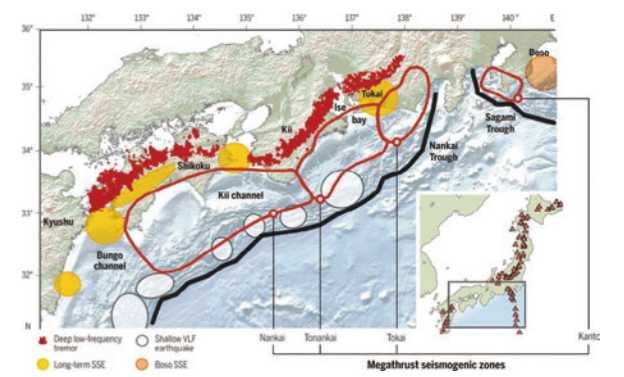 132° 133° 134° 135° 136° 137° 138° 139° 140° E
36°
35°
34°
33°
32°
N
Boso
Tokai
Ise
bay
Kii
Sagami
Trough
Nankai
Trough
Shikoku
Kii channel
Kyushu
Bungo
channel
Deep low-frequency
tremor
Shallow VLF
earthquake
Long-term SSE
Boso SSE
Nankai
Tonankai
Tokai
Kanto
Megathrust seismogenic zones